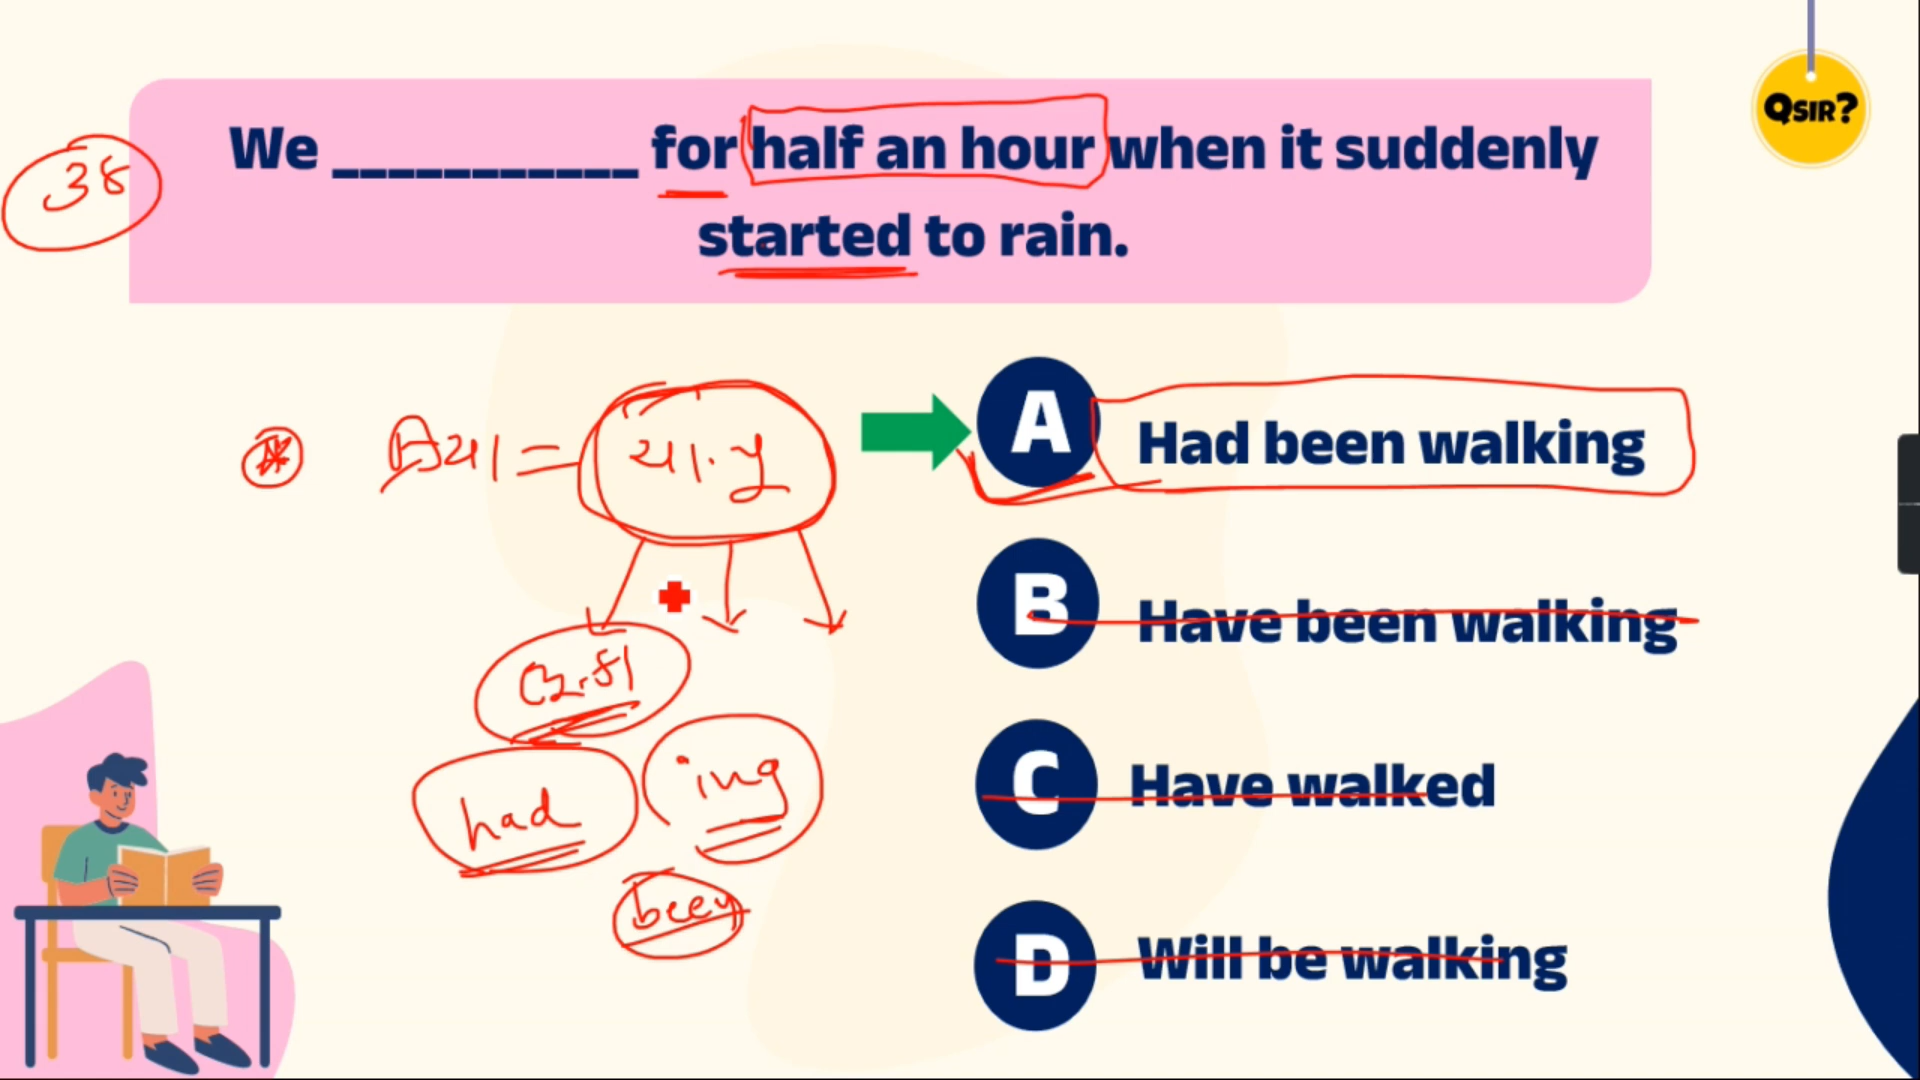 QSIR?
We ___________ for half an hour when it suddenly
started to rain.
38
A Had been walking
B Have been walking
C Have walked
D Will be walking
had
ing
been